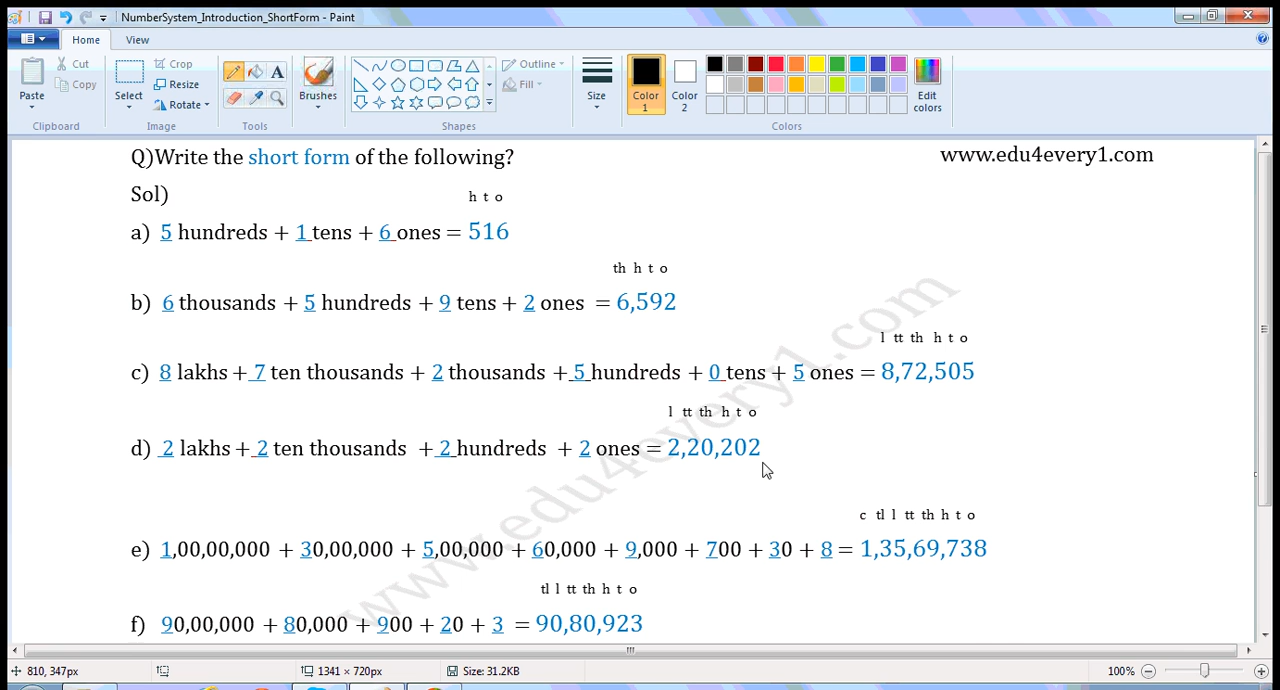 NumberSystem_Introduction_ShortForm - Paint
Home View
Paste Cut Copy Select Crop Resize Rotate Brushes Outline Fill Size Color 1 Color 2 Edit colors
Clipboard Image Tools Shapes Colors
Q)Write the short form of the following? www.edu4every1.com
Sol)
h t o
a) 5 hundreds + 1 tens + 6 ones = 516
th h t o
b) 6 thousands + 5 hundreds + 9 tens + 2 ones = 6,592
l tt th h t o
c) 8 lakhs + 7 ten thousands + 2 thousands + 5 hundreds + 0 tens + 5 ones = 8,72,505
l tt th h t o
d) 2 lakhs + 2 ten thousands + 2 hundreds + 2 ones = 2,20,202
c tl l tt th h t o
e) 1,00,00,000 + 30,00,000 + 5,00,000 + 60,000 + 9,000 + 700 + 30 + 8 = 1,35,69,738
tl l tt th h t o
f) 90,00,000 + 80,000 + 900 + 20 + 3 = 90,80,923
www.edu4every1.com
810, 347px 1341 × 720px Size: 31.2KB 100%